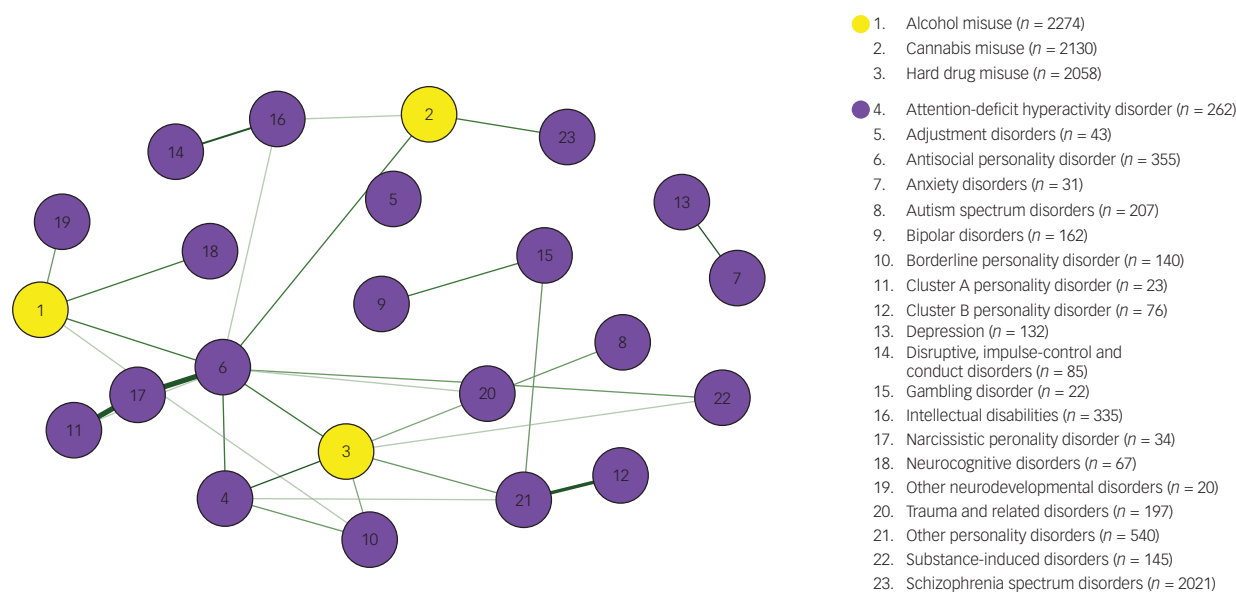 2
16
23
14
5
13
19
18
15
7
1
9
8
6
20
22
17
11
3
12
4
21
10
1. Alcohol misuse (n = 2274)
2. Cannabis misuse (n = 2130)
3. Hard drug misuse (n = 2058)
4. Attention-deficit hyperactivity disorder (n = 262)
5. Adjustment disorders (n = 43)
6. Antisocial personality disorder (n = 355)
7. Anxiety disorders (n = 31)
8. Autism spectrum disorders (n = 207)
9. Bipolar disorders (n = 162)
10. Borderline personality disorder (n = 140)
11. Cluster A personality disorder (n = 23)
12. Cluster B personality disorder (n = 76)
13. Depression (n = 132)
14. Disruptive, impulse-control and
conduct disorders (n = 85)
15. Gambling disorder (n = 22)
16. Intellectual disabilities (n = 335)
17. Narcissistic peronality disorder (n = 34)
18. Neurocognitive disorders (n = 67)
19. Other neurodevelopmental disorders (n = 20)
20. Trauma and related disorders (n = 197)
21. Other personality disorders (n = 540)
22. Substance-induced disorders (n = 145)
23. Schizophrenia spectrum disorders (n = 2021)